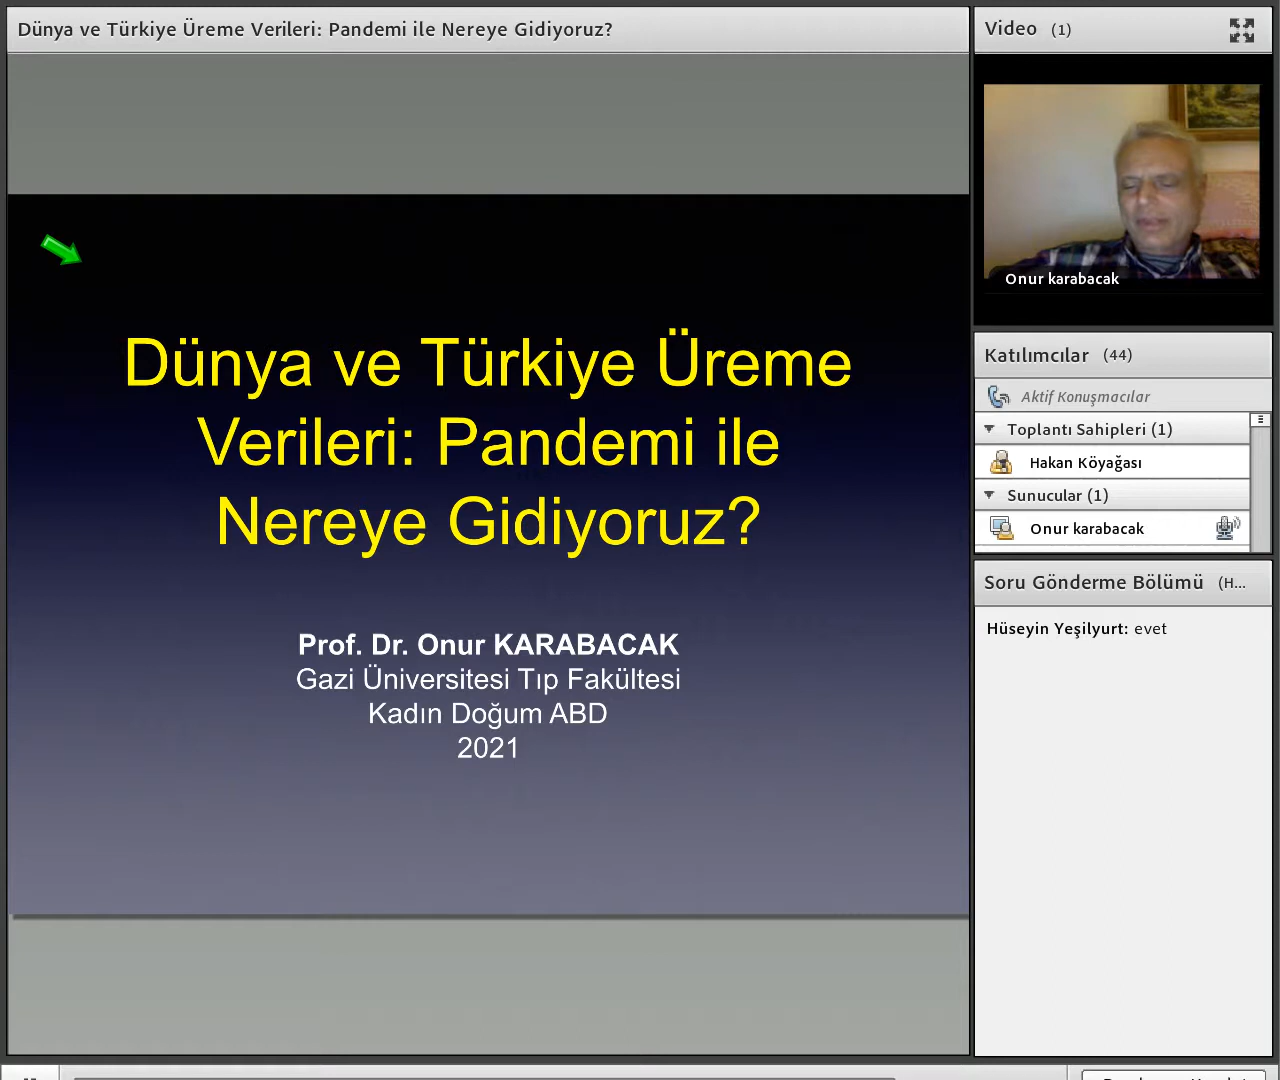 Dünya ve Türkiye Üreme Verileri: Pandemi ile Nereye Gidiyoruz?
Dünya ve Türkiye Üreme
Verileri: Pandemi ile
Nereye Gidiyoruz?
Prof. Dr. Onur KARABACAK
Gazi Üniversitesi Tıp Fakültesi
Kadın Doğum ABD
2021
Video (1)
Onur karabacak
Katılımcılar (44)
Aktif Konuşmacılar
Toplantı Sahipleri (1)
Hakan Köyağası
Sunucular (1)
Onur karabacak
Soru Gönderme Bölümü (H...
Hüseyin Yeşilyurt: evet